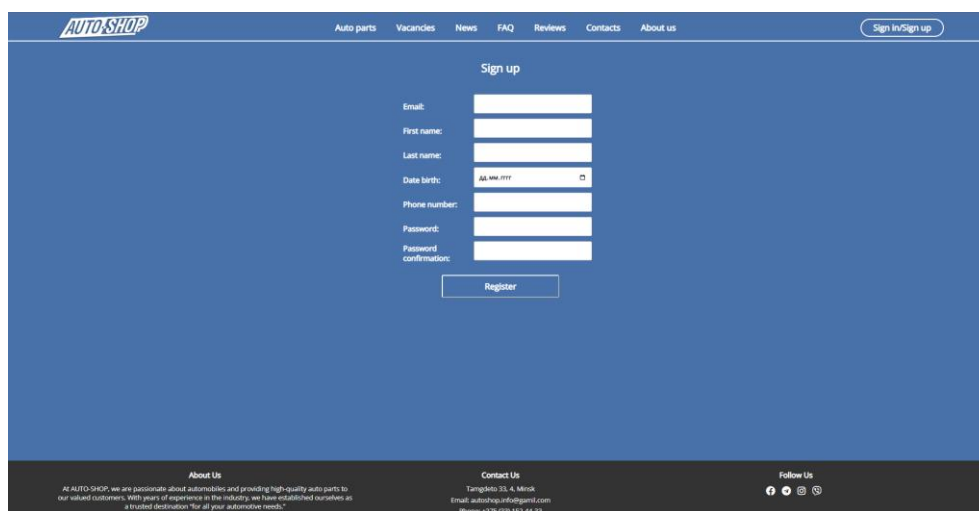 AUTO-SHOP
Auto parts Vacancies News FAQ Reviews Contacts About us Sign in/Sign up
Sign up
Email:
First name:
Last name:
Date birth: дд.мм.гггг
Phone number:
Password:
Password
confirmation:
Register
About Us
At AUTO-SHOP, we are passionate about automobiles and providing high-quality auto parts to
our valued customers. With years of experience in the industry, we have established ourselves as
a trusted destination "for all your automotive needs."
Contact Us
Tamgdeto 33, 4, Minsk
Email: autoshop.info@gamil.com
Follow Us